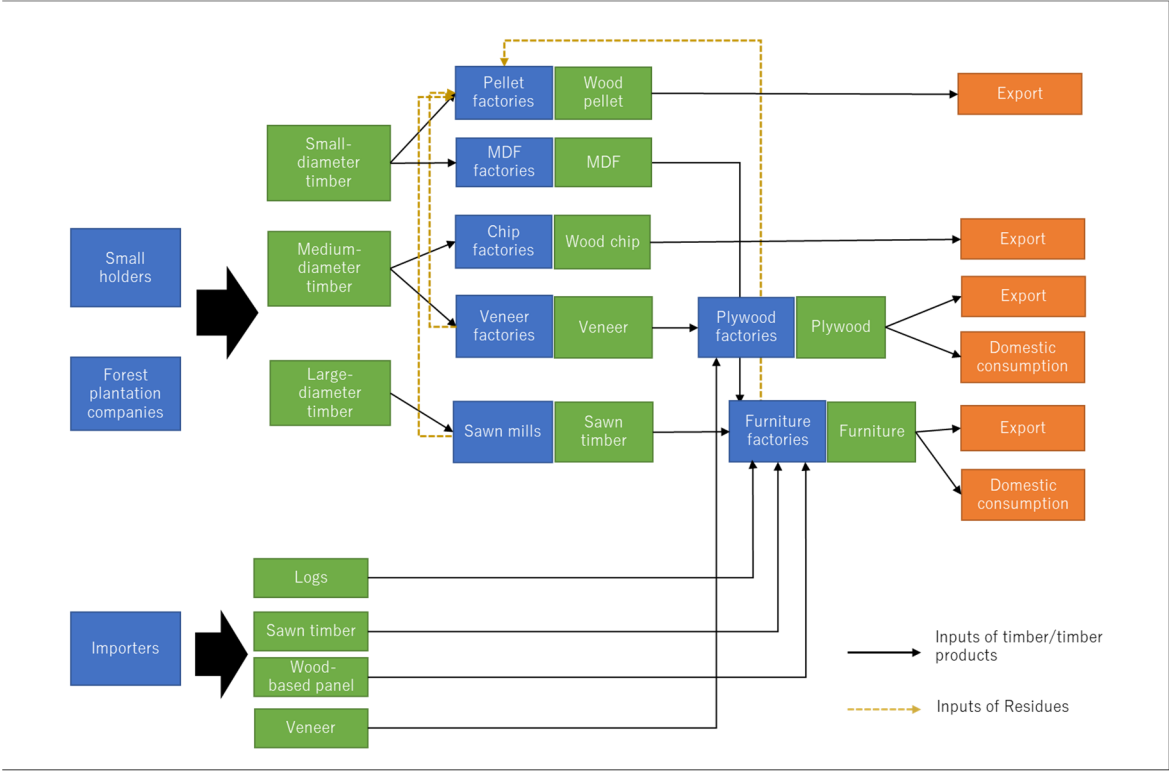 Pellet
factories
Wood
pellet
Export
Small-
diameter
timber
MDF
factories
MDF
Small
holders
Medium-
diameter
timber
Chip
factories
Wood chip
Export
Veneer
factories
Veneer
Plywood
factories
Plywood
Export
Domestic
consumption
Forest
plantation
companies
Large-
diameter
timber
Sawn mills
Sawn
timber
Furniture
factories
Furniture
Export
Domestic
consumption
Importers
Logs
Sawn timber
Wood-
based panel
Veneer
Inputs of timber/timber
products
Inputs of Residues